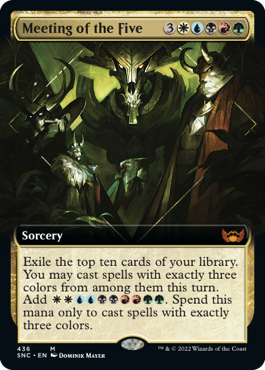 Meeting of the Five 3
Sorcery
Exile the top ten cards of your library.
You may cast spells with exactly three
colors from among them this turn.
Add. Spend this
mana only to cast spells with exactly
three colors.
436 M
SNC • EN DOMINIK MAYER
™ & © 2022 Wizards of the Coast